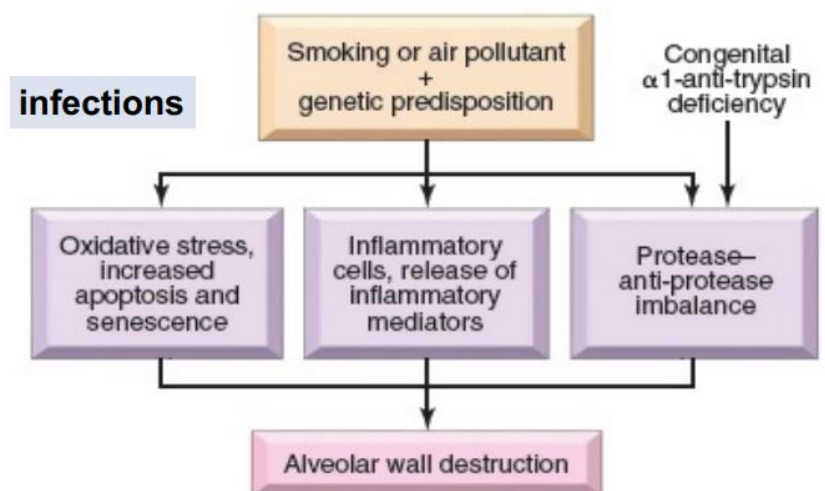 Smoking or air pollutant
+
genetic predisposition
Congenital
α1-anti-trypsin
deficiency
infections
Oxidative stress,
increased
apoptosis and
senescence
Inflammatory
cells, release of
inflammatory
mediators
Protease–
anti-protease
imbalance
Alveolar wall destruction